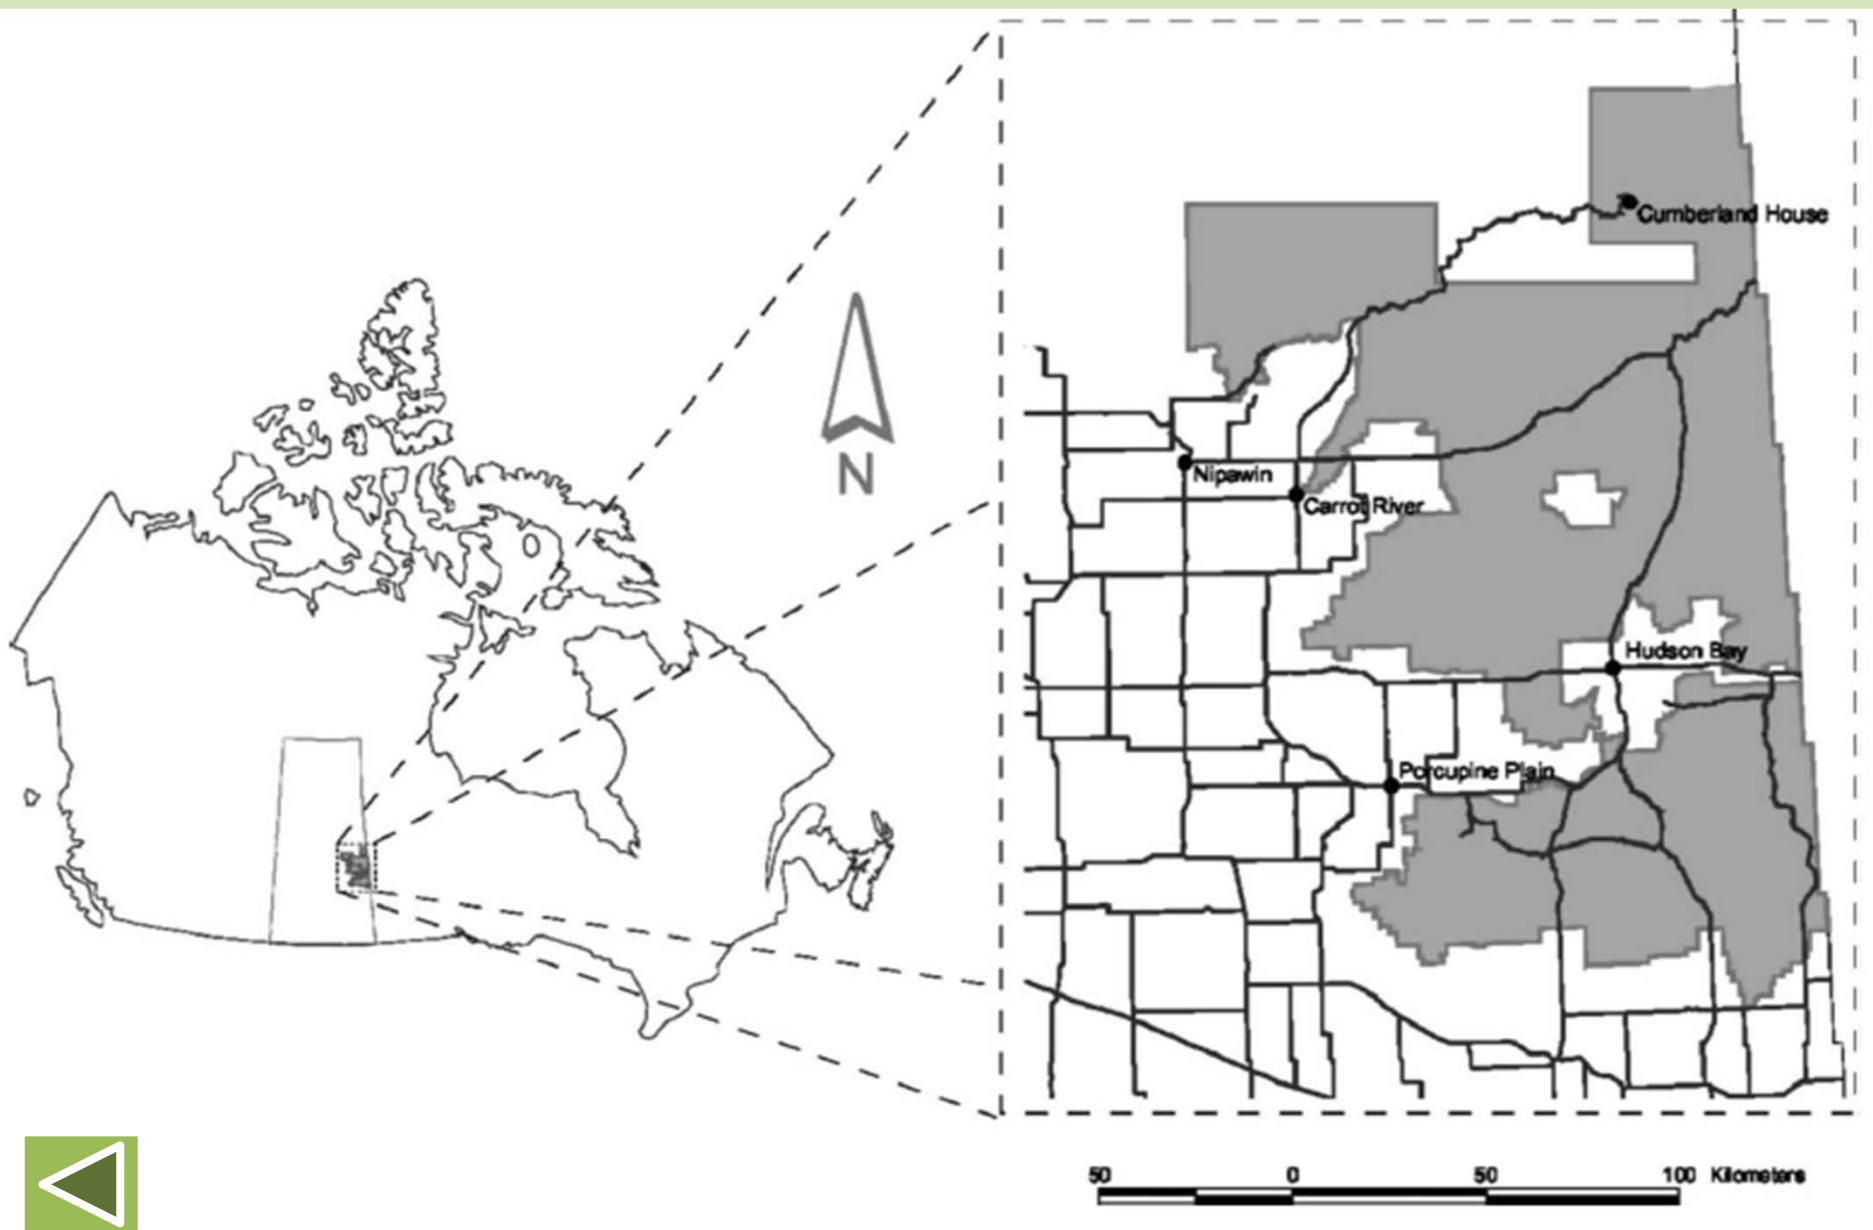 Cumberland House
N
Nipawin
Carrot River
Hudson Bay
Porcupine Plain
50 0 50 100 Kilometers